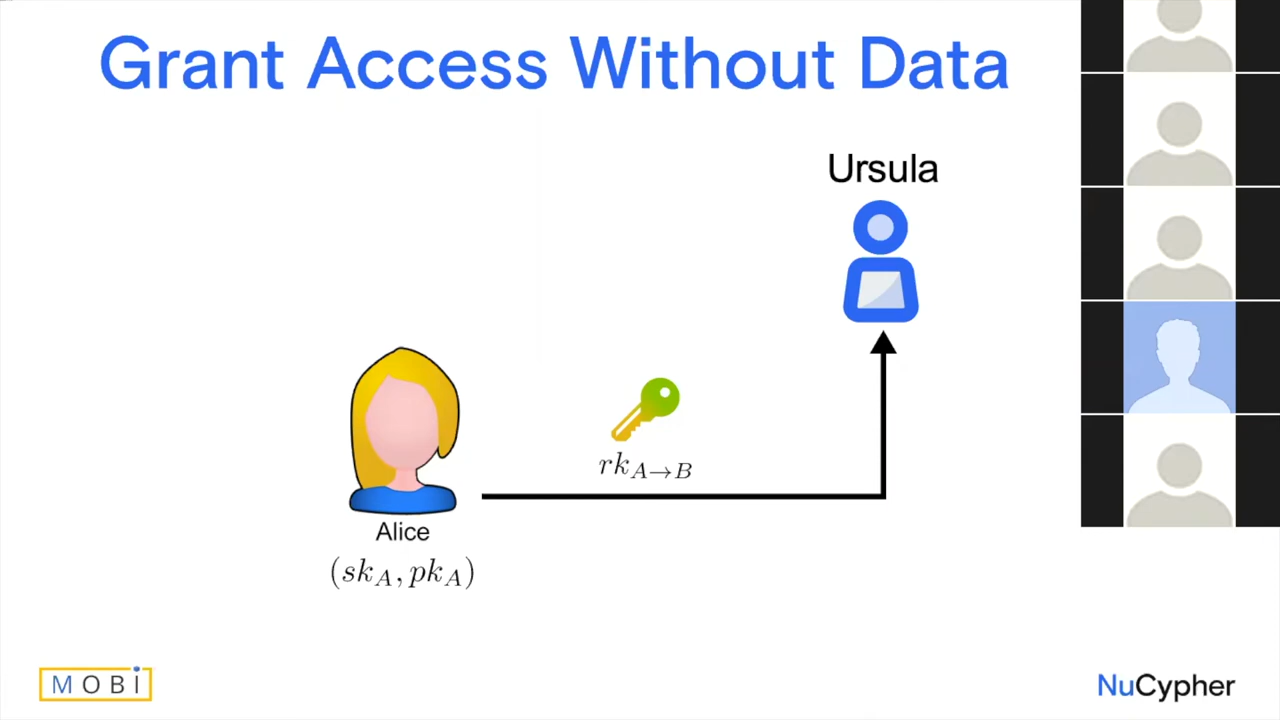 Grant Access Without Data
Ursula
rk_{A→B}
Alice
(sk_A, pk_A)
MOBI
NuCypher